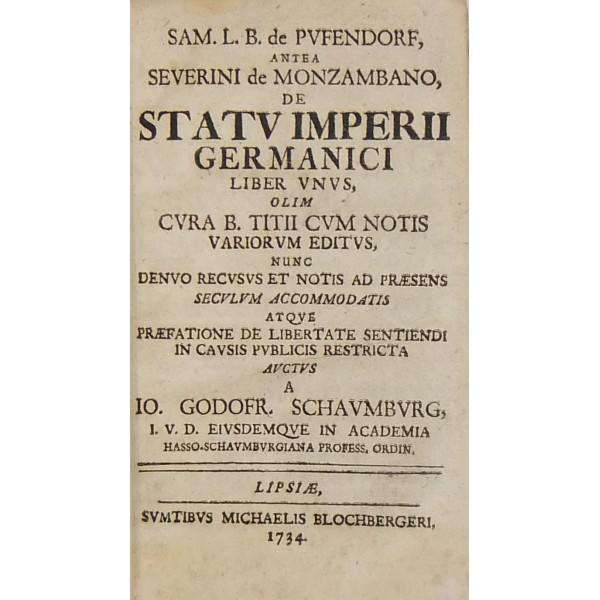 SAM. L. B. de PVFENDORF,
ANTEA
SEVERINI de MONZAMBANO,
DE
STATV IMPERII
GERMANICI
LIBER VNVS,
OLIM
CVRA B. TITII CVM NOTIS
VARIORVM EDITVS,
NUNC
DENVO RECVSVS ET NOTIS AD PRÆSENS
SECVLVM ACCOMMODATIS
ATQVE
PRÆFATIONE DE LIBERTATE SENTIENDI
IN CAVSIS PVBLICIS RESTRICTA
AVCTVS
A
IO. GODOFR. SCHAVMBVRG,
I. V. D. EIVSDEMQVE IN ACADEMIA
HASSO-SCHAVMBVRGIANA PROFESS. ORDIN.
LIPSIÆ,
SVMTIBVS MICHAELIS BLOCHBERGERI,
1734.